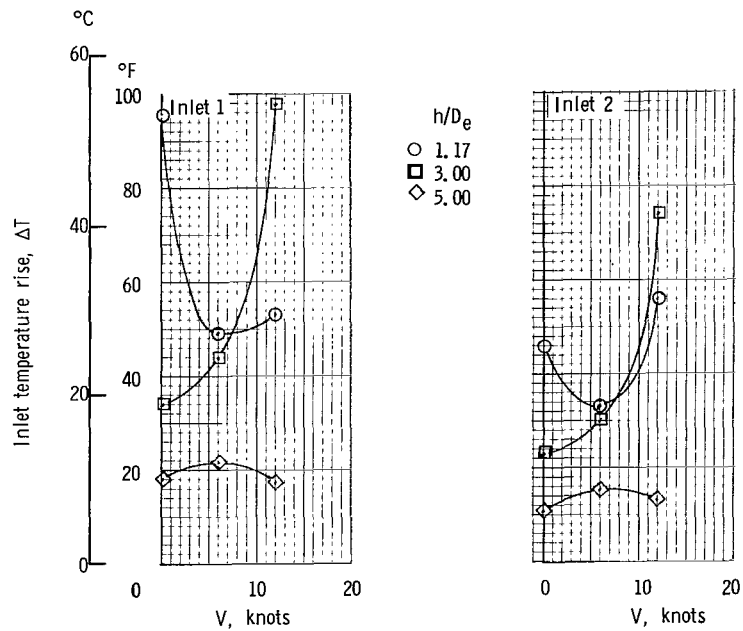 °C
60
°F
100
Inlet 1
Inlet 2
h/De
1.17
3.00
5.00
80
40
60
Inlet temperature rise, ΔT
40
20
20
0
0
10
20
V, knots
0
10
20
V, knots